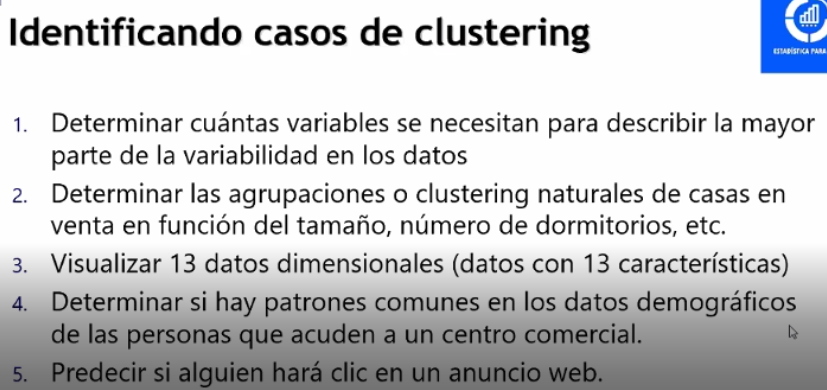 Identificando casos de clustering
ESTADÍSTICA PARA
1. Determinar cuántas variables se necesitan para describir la mayor
parte de la variabilidad en los datos
2. Determinar las agrupaciones o clustering naturales de casas en
venta en función del tamaño, número de dormitorios, etc.
3. Visualizar 13 datos dimensionales (datos con 13 características)
4. Determinar si hay patrones comunes en los datos demográficos
de las personas que acuden a un centro comercial.
5. Predecir si alguien hará clic en un anuncio web.